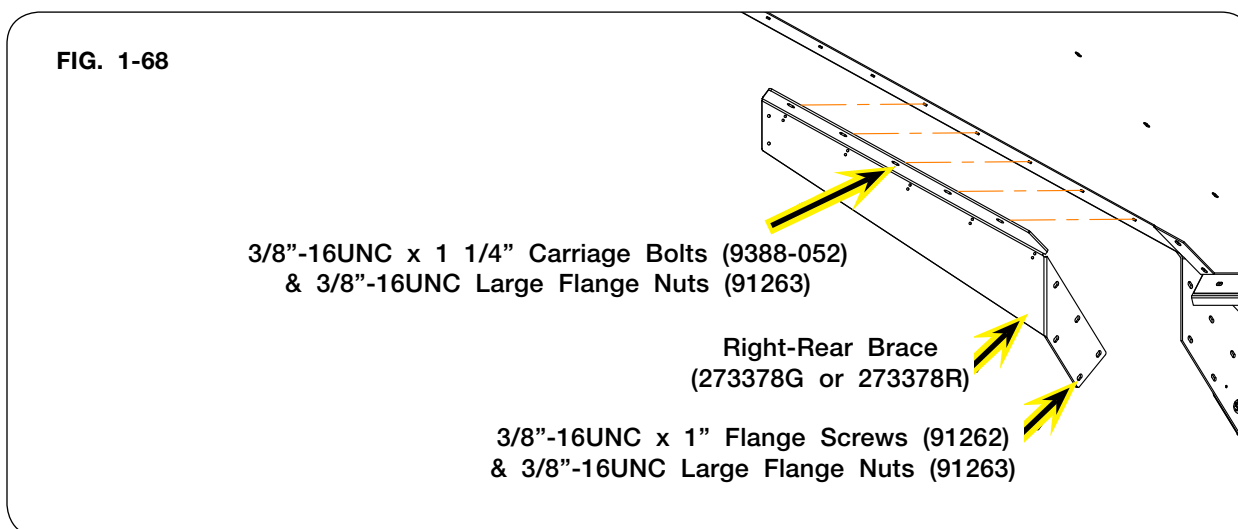 FIG. 1-68
3/8”-16UNC x 1 1/4” Carriage Bolts (9388-052)
& 3/8”-16UNC Large Flange Nuts (91263)
Right-Rear Brace
(273378G or 273378R)
3/8”-16UNC x 1” Flange Screws (91262)
& 3/8”-16UNC Large Flange Nuts (91263)